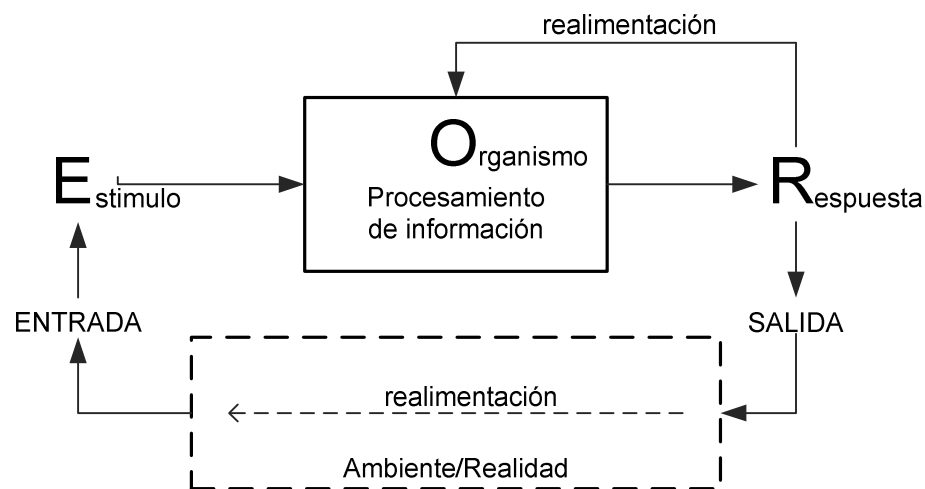 realimentación
Organismo
Estimulo
Procesamiento
de información
Respuesta
ENTRADA
SALIDA
realimentación
Ambiente/Realidad